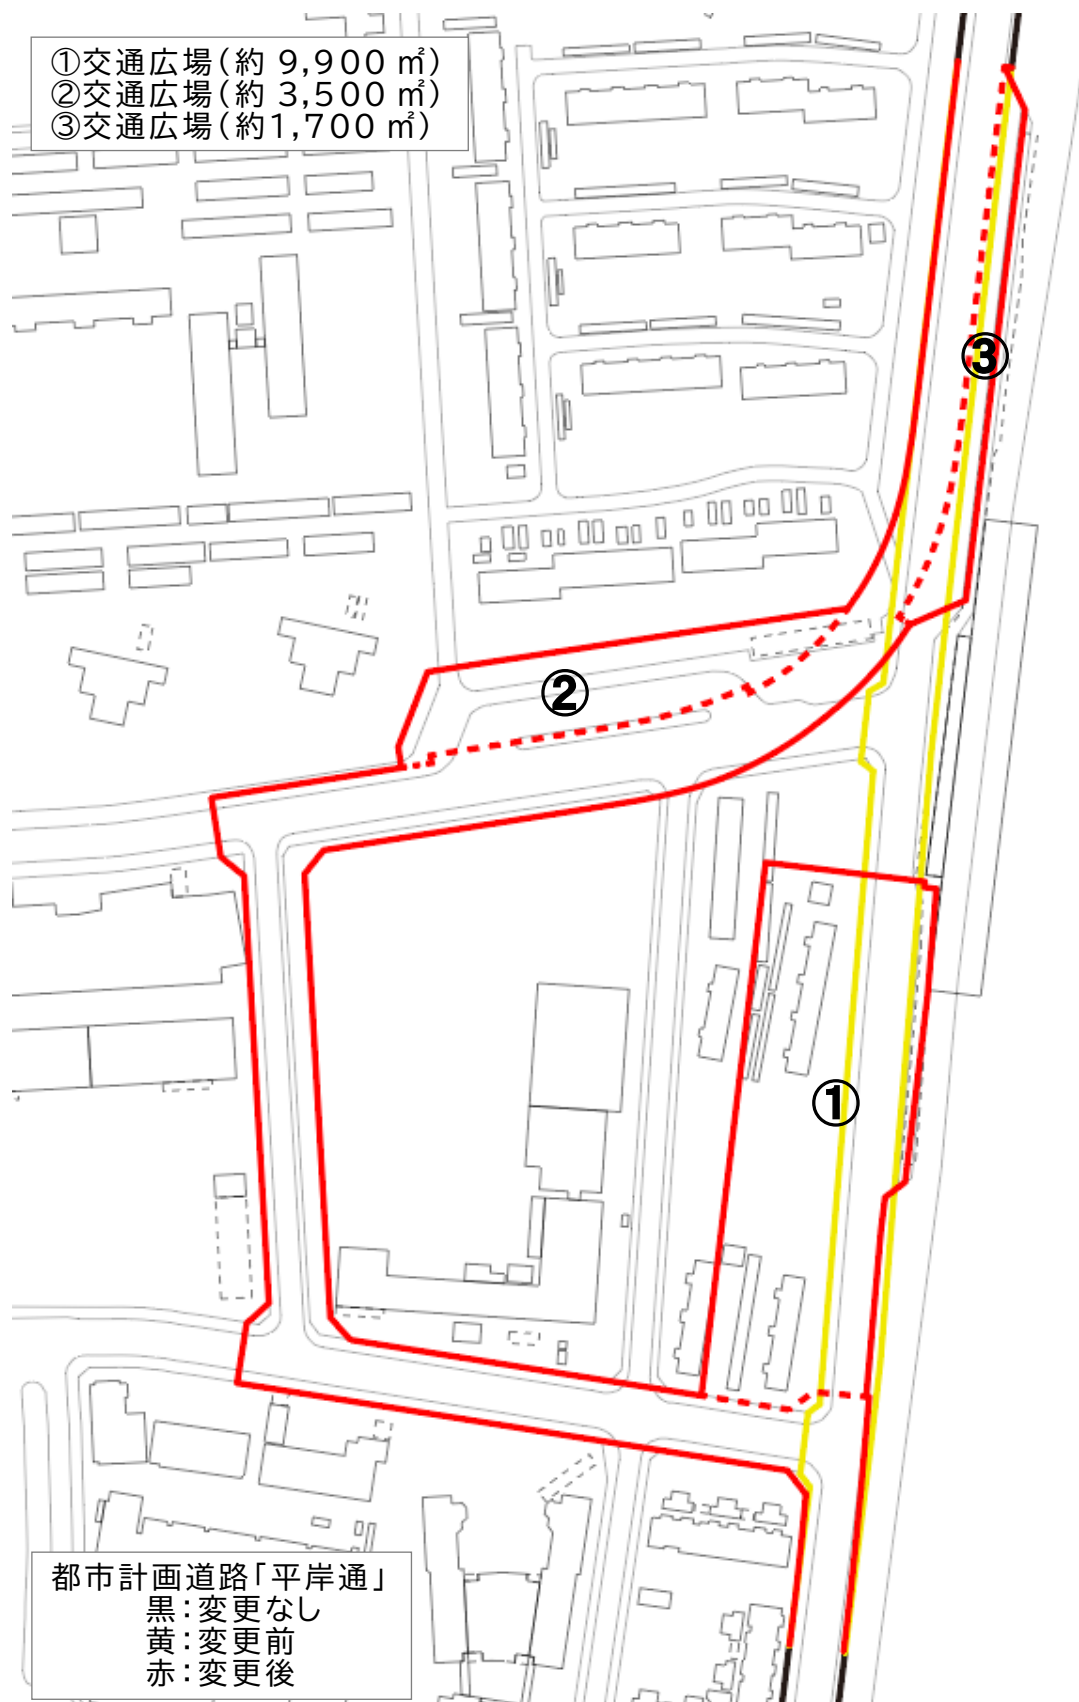 ①交通広場(約 9,900 ㎡)
②交通広場(約 3,500 ㎡)
③交通広場(約1,700 ㎡)
③
②
①
都市計画道路「平岸通」
黒:変更なし
黄:変更前
赤:変更後